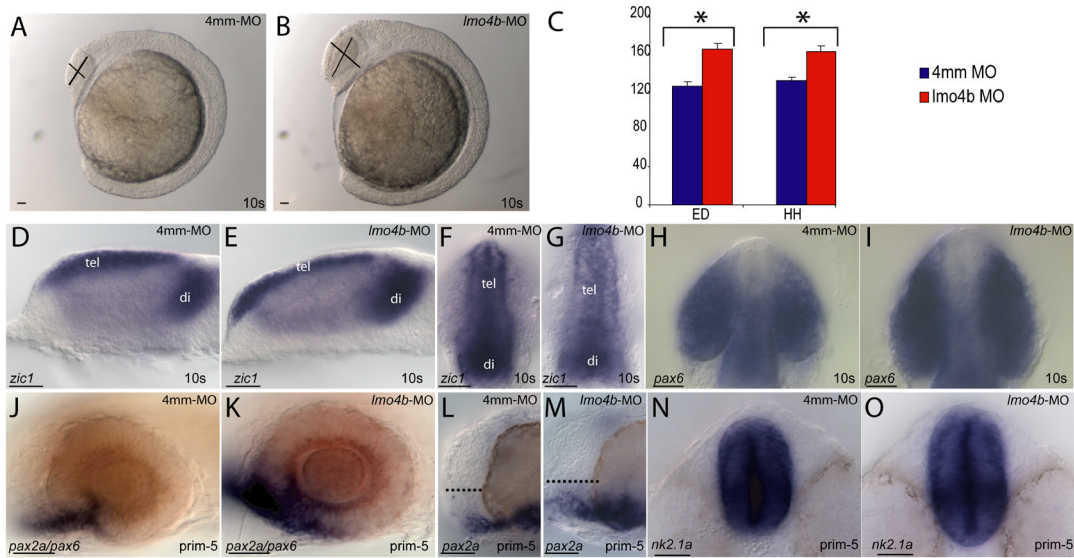 A
4mm-MO
10s
B
lmo4b-MO
10s
C
200
160
120
80
40
0
*
*
ED
HH
4mm MO
lmo4b MO
D
4mm-MO
tel
di
zic1
10s
E
lmo4b-MO
tel
di
zic1
10s
F
4mm-MO
tel
di
zic1
10s
G
lmo4b-MO
tel
di
zic1
10s
H
4mm-MO
pax6
10s
I
lmo4b-MO
pax6
10s
J
4mm-MO
pax2a/pax6
prim-5
K
lmo4b-MO
pax2a/pax6
prim-5
L
4mm-MO
pax2a
prim-5
M
lmo4b-MO
pax2a
prim-5
N
4mm-MO
nk2.1a
prim-5
O
lmo4b-MO
nk2.1a
prim-5